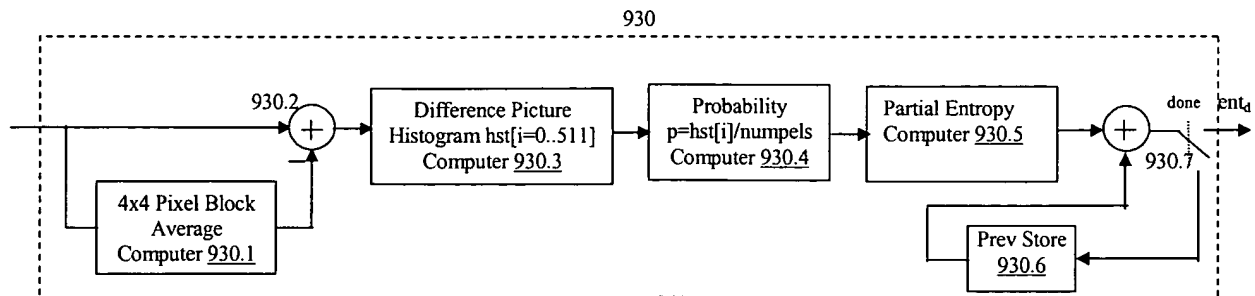 930
930.2
Difference Picture
Histogram hst[i=0..511]
Computer 930.3
Probability
p=hst[i]/numpels
Computer 930.4
Partial Entropy
Computer 930.5
done
ent_d
930.7
4x4 Pixel Block
Average
Computer 930.1
Prev Store
930.6